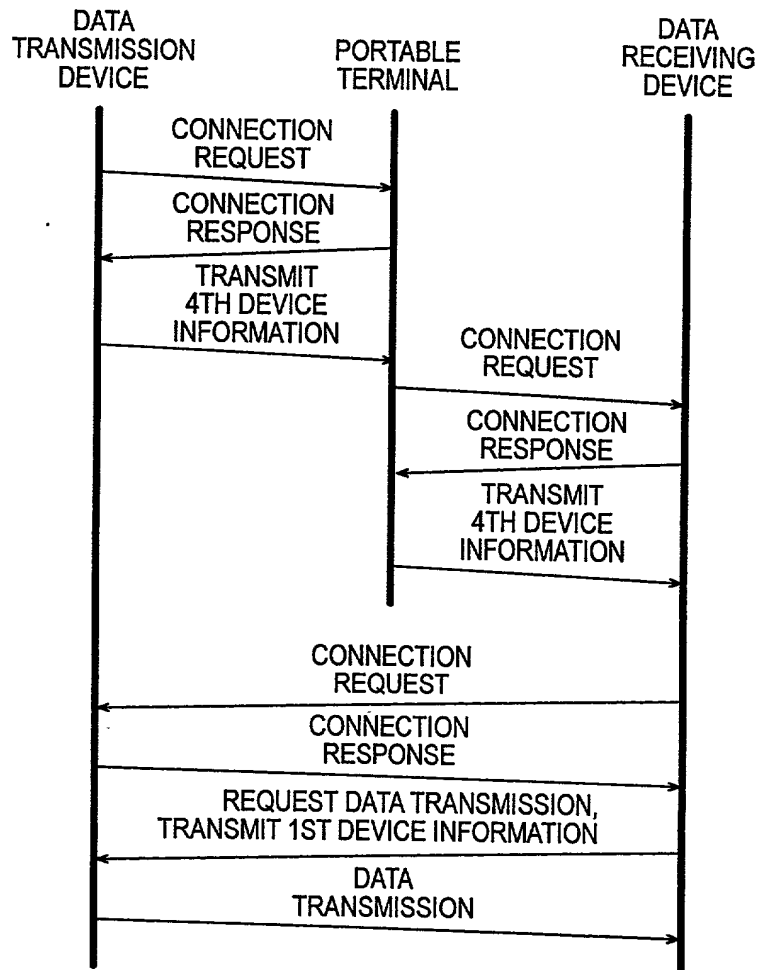 DATA
TRANSMISSION
DEVICE
PORTABLE
TERMINAL
DATA
RECEIVING
DEVICE
CONNECTION
REQUEST
CONNECTION
RESPONSE
TRANSMIT
4TH DEVICE
INFORMATION
CONNECTION
REQUEST
CONNECTION
RESPONSE
TRANSMIT
4TH DEVICE
INFORMATION
CONNECTION
REQUEST
CONNECTION
RESPONSE
REQUEST DATA TRANSMISSION,
TRANSMIT 1ST DEVICE INFORMATION
DATA
TRANSMISSION